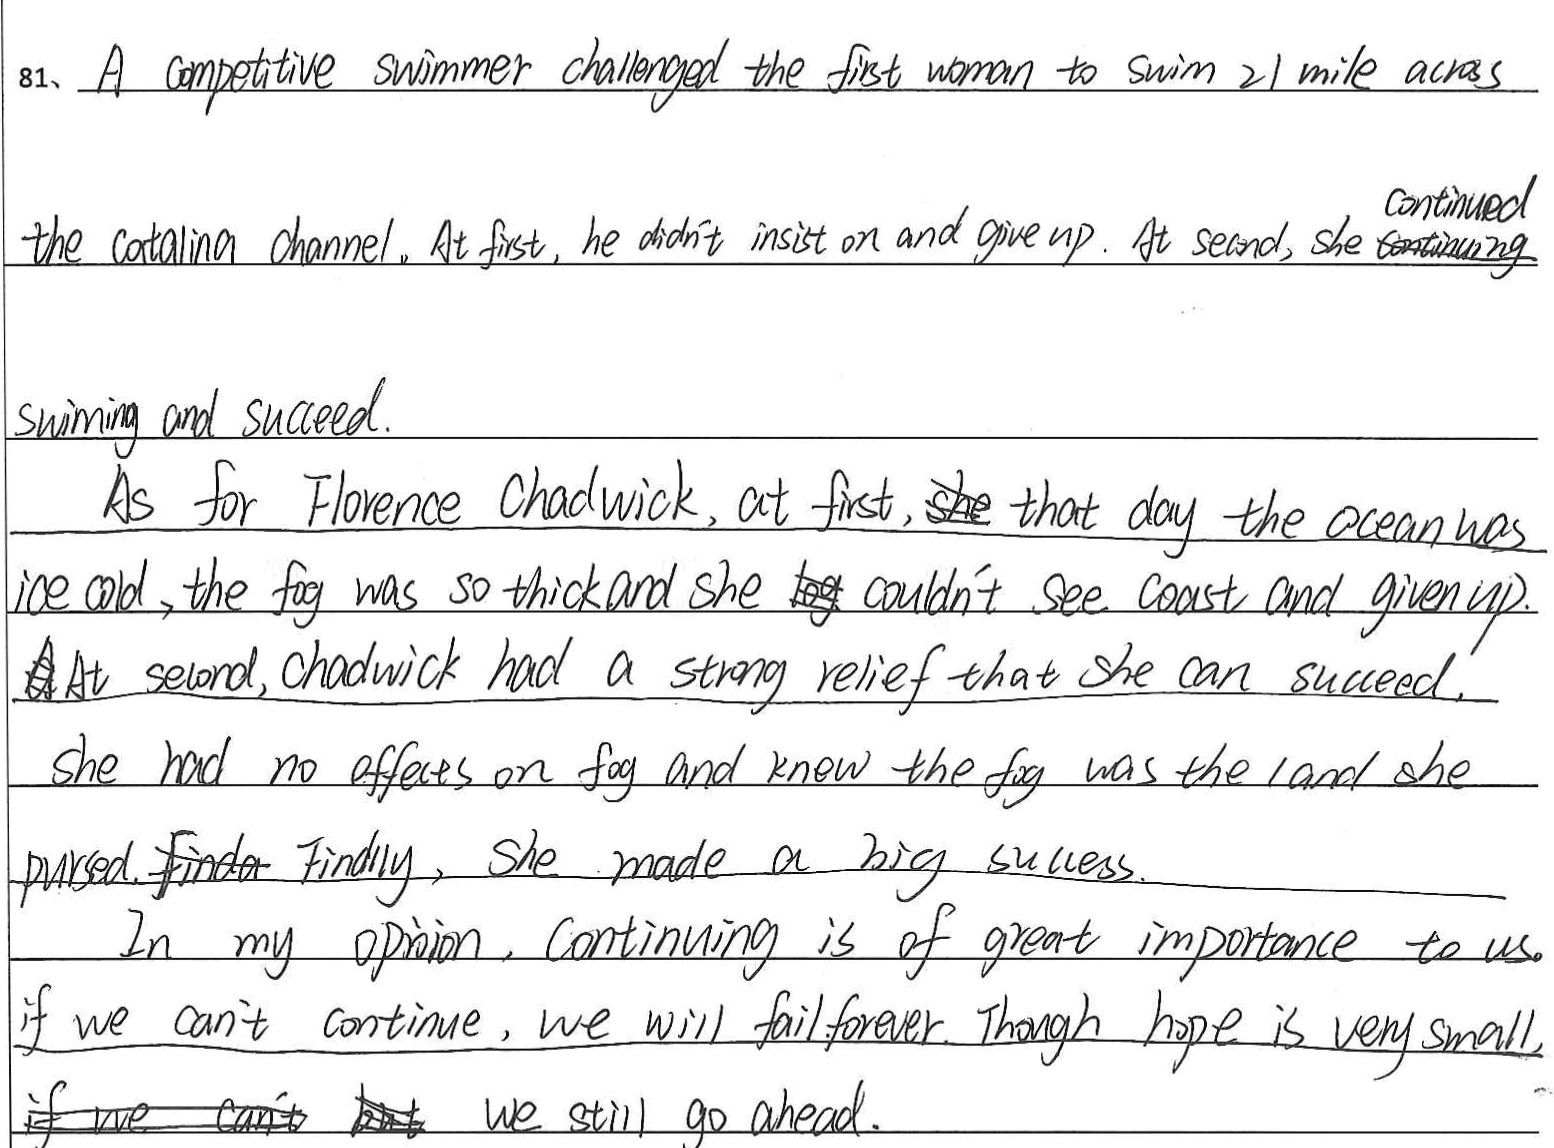 81、 A competitive swimmer challenged the first woman to swim 21 mile across
the Catalina channel. At first, he didn't insist on and give up. At second, she continued
swiming and succeed.
As for Florence Chadwick, at first, that day the ocean was
ice cold, the fog was so thick and she couldn't see coast and given up.
At second, Chadwick had a strong relief that she can succeed.
she had no effects on fog and knew the fog was the land she
pursed. Finally, she made a big success.
In my opinion, continuing is of great importance to us.
if we can't continue, we will fail forever. Though hope is very small,
we still go ahead.